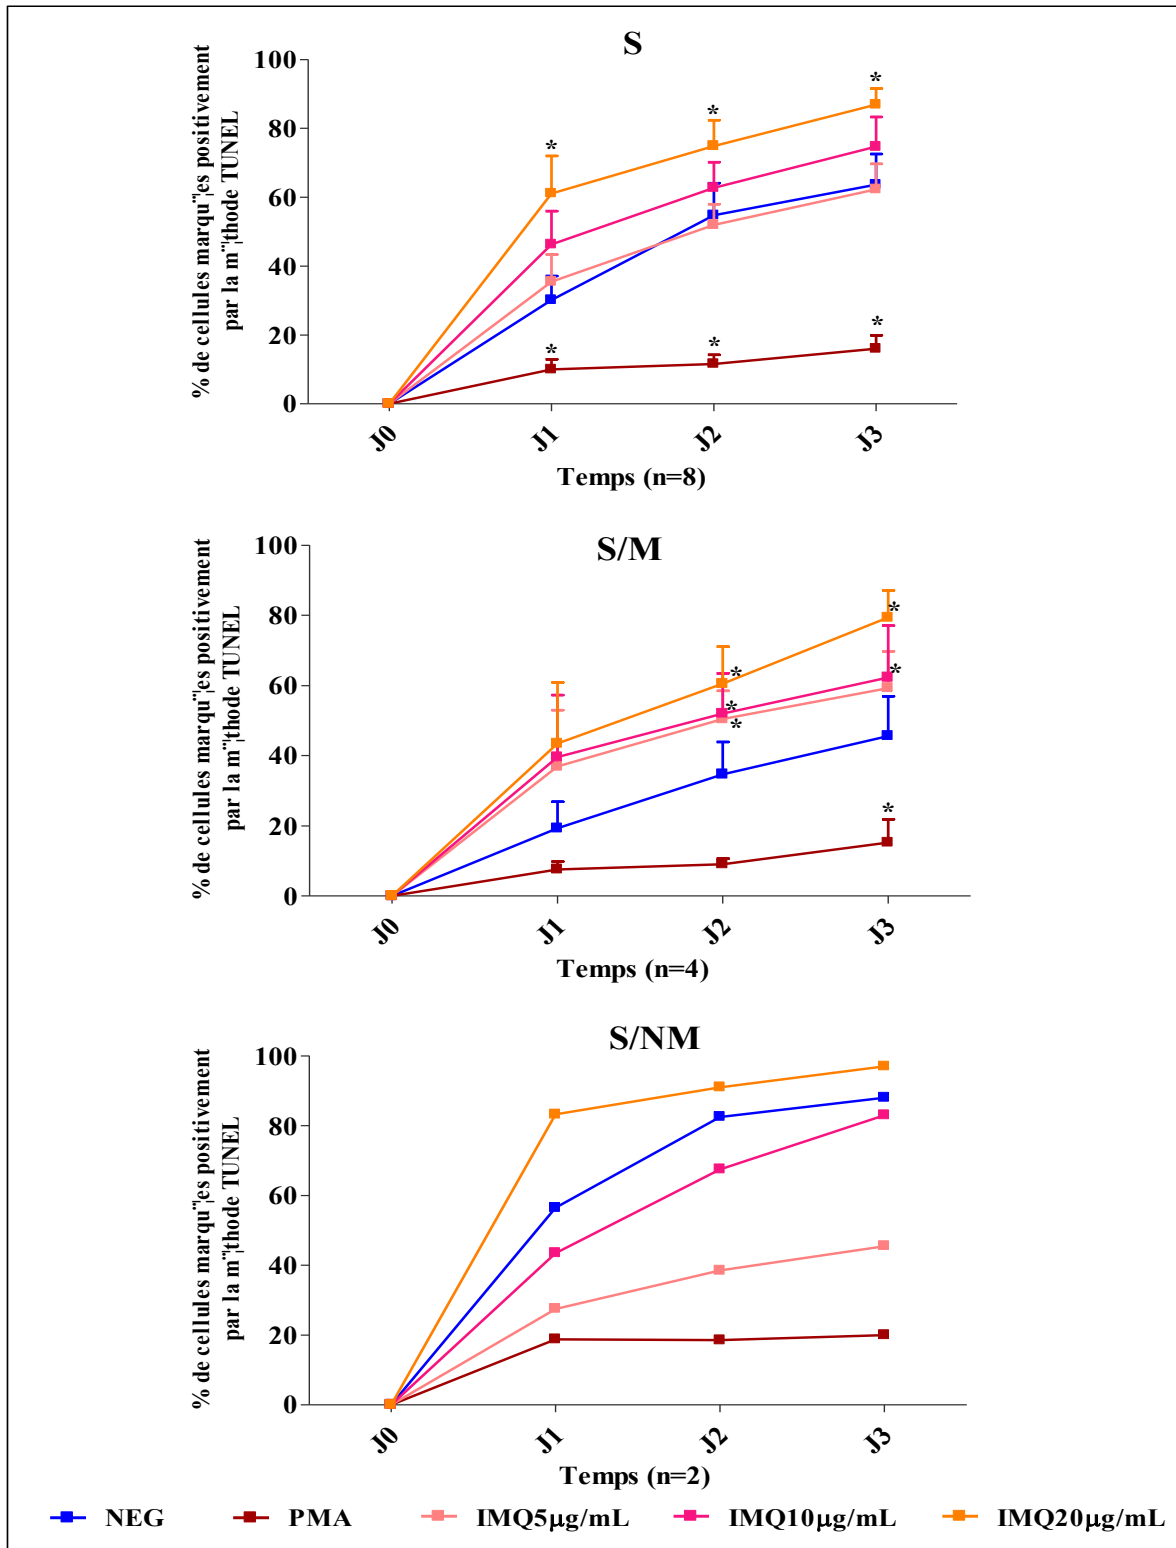 S
% de cellules marqu¨¦es positivement
par la m¨¦thode TUNEL
100
80
60
40
20
0
* * *
* * *
J0 J1 J2 J3
Temps (n=8)
S/M
% de cellules marqu¨¦es positivement
par la m¨¦thode TUNEL
100
80
60
40
20
0
* *
* * *
*
J0 J1 J2 J3
Temps (n=4)
S/NM
% de cellules marqu¨¦es positivement
par la m¨¦thode TUNEL
100
80
60
40
20
0
J0 J1 J2 J3
Temps (n=2)
NEG PMA IMQ5µg/mL IMQ10µg/mL IMQ20µg/mL